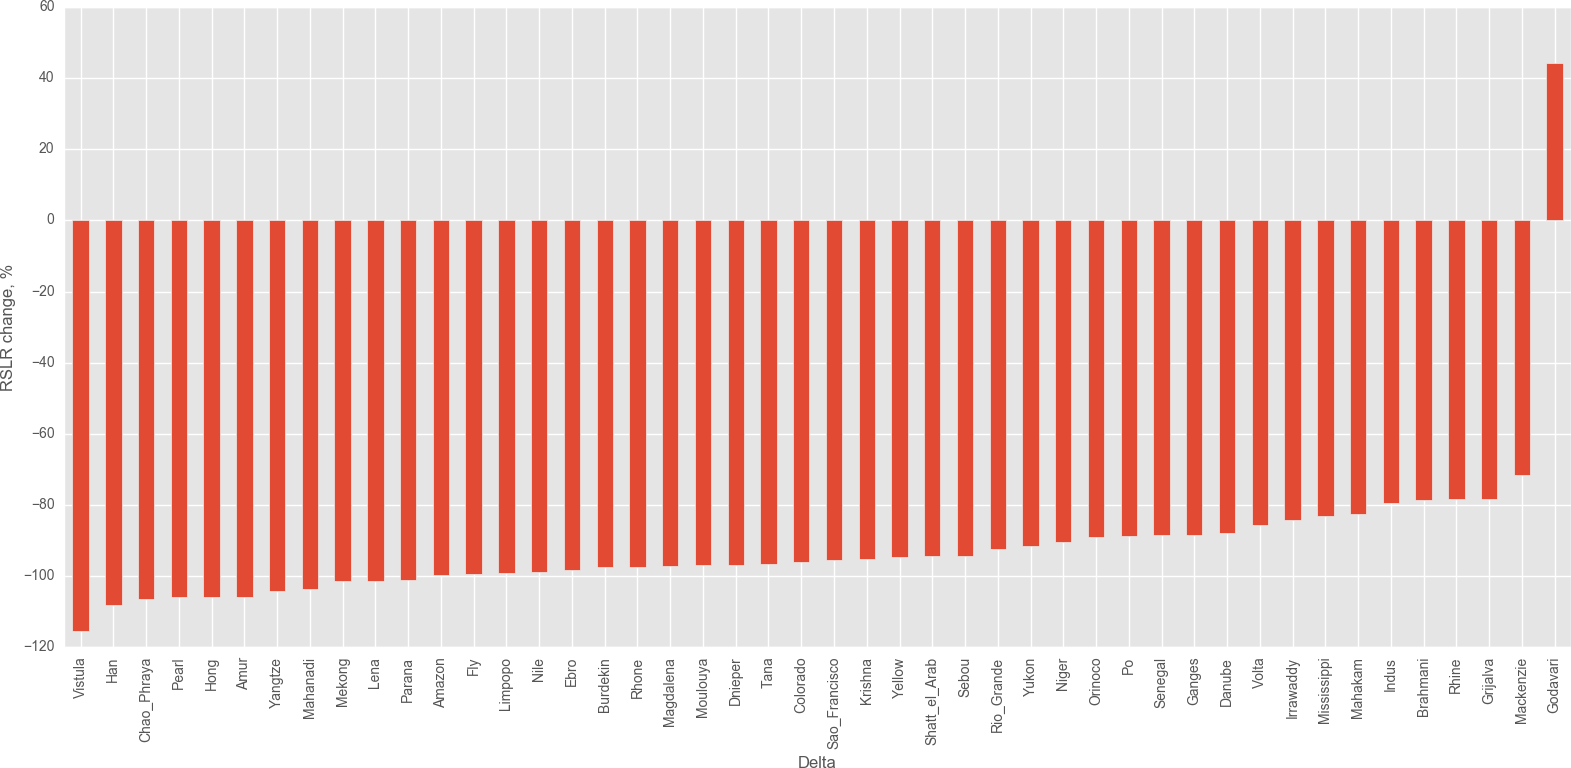 60
40
20
0
−20
−40
−60
−80
−100
−120
RSLR change, %
Vistula
Han
Chao_Phraya
Pearl
Hong
Amur
Yangtze
Mahanadi
Mekong
Lena
Parana
Amazon
Fly
Limpopo
Nile
Ebro
Burdekin
Rhone
Magdalena
Moulouya
Dnieper
Tana
Colorado
Sao_Francisco
Krishna
Yellow
Shatt_el_Arab
Sebou
Rio_Grande
Yukon
Niger
Orinoco
Po
Senegal
Ganges
Danube
Volta
Irrawaddy
Mississippi
Mahakam
Indus
Brahmani
Rhine
Grijalva
Mackenzie
Godavari
Delta